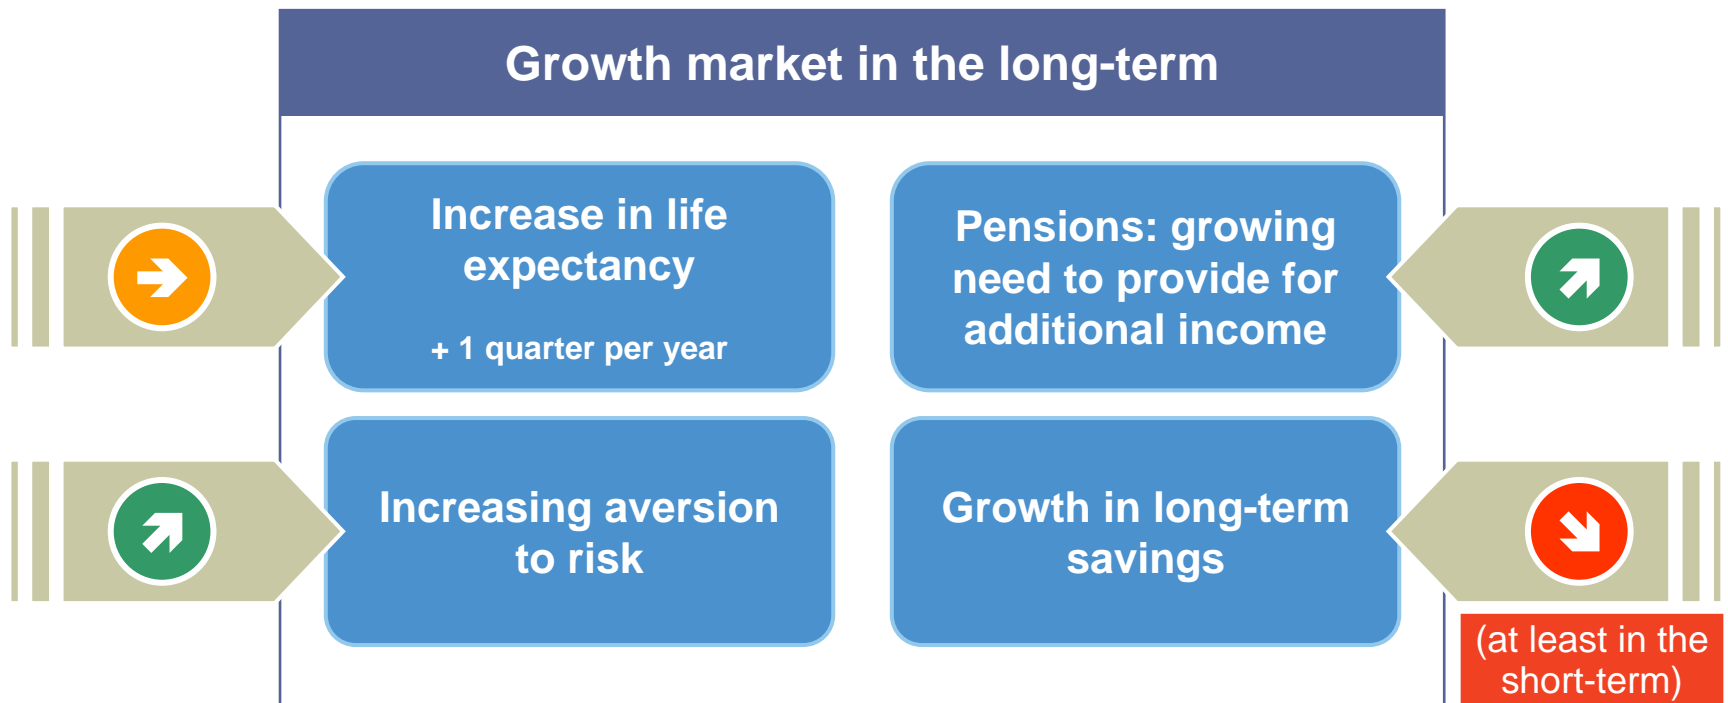 Growth market in the long-term
Increase in life
expectancy
+ 1 quarter per year
Pensions: growing
need to provide for
additional income
Increasing aversion
to risk
Growth in long-term
savings
(at least in the
short-term)